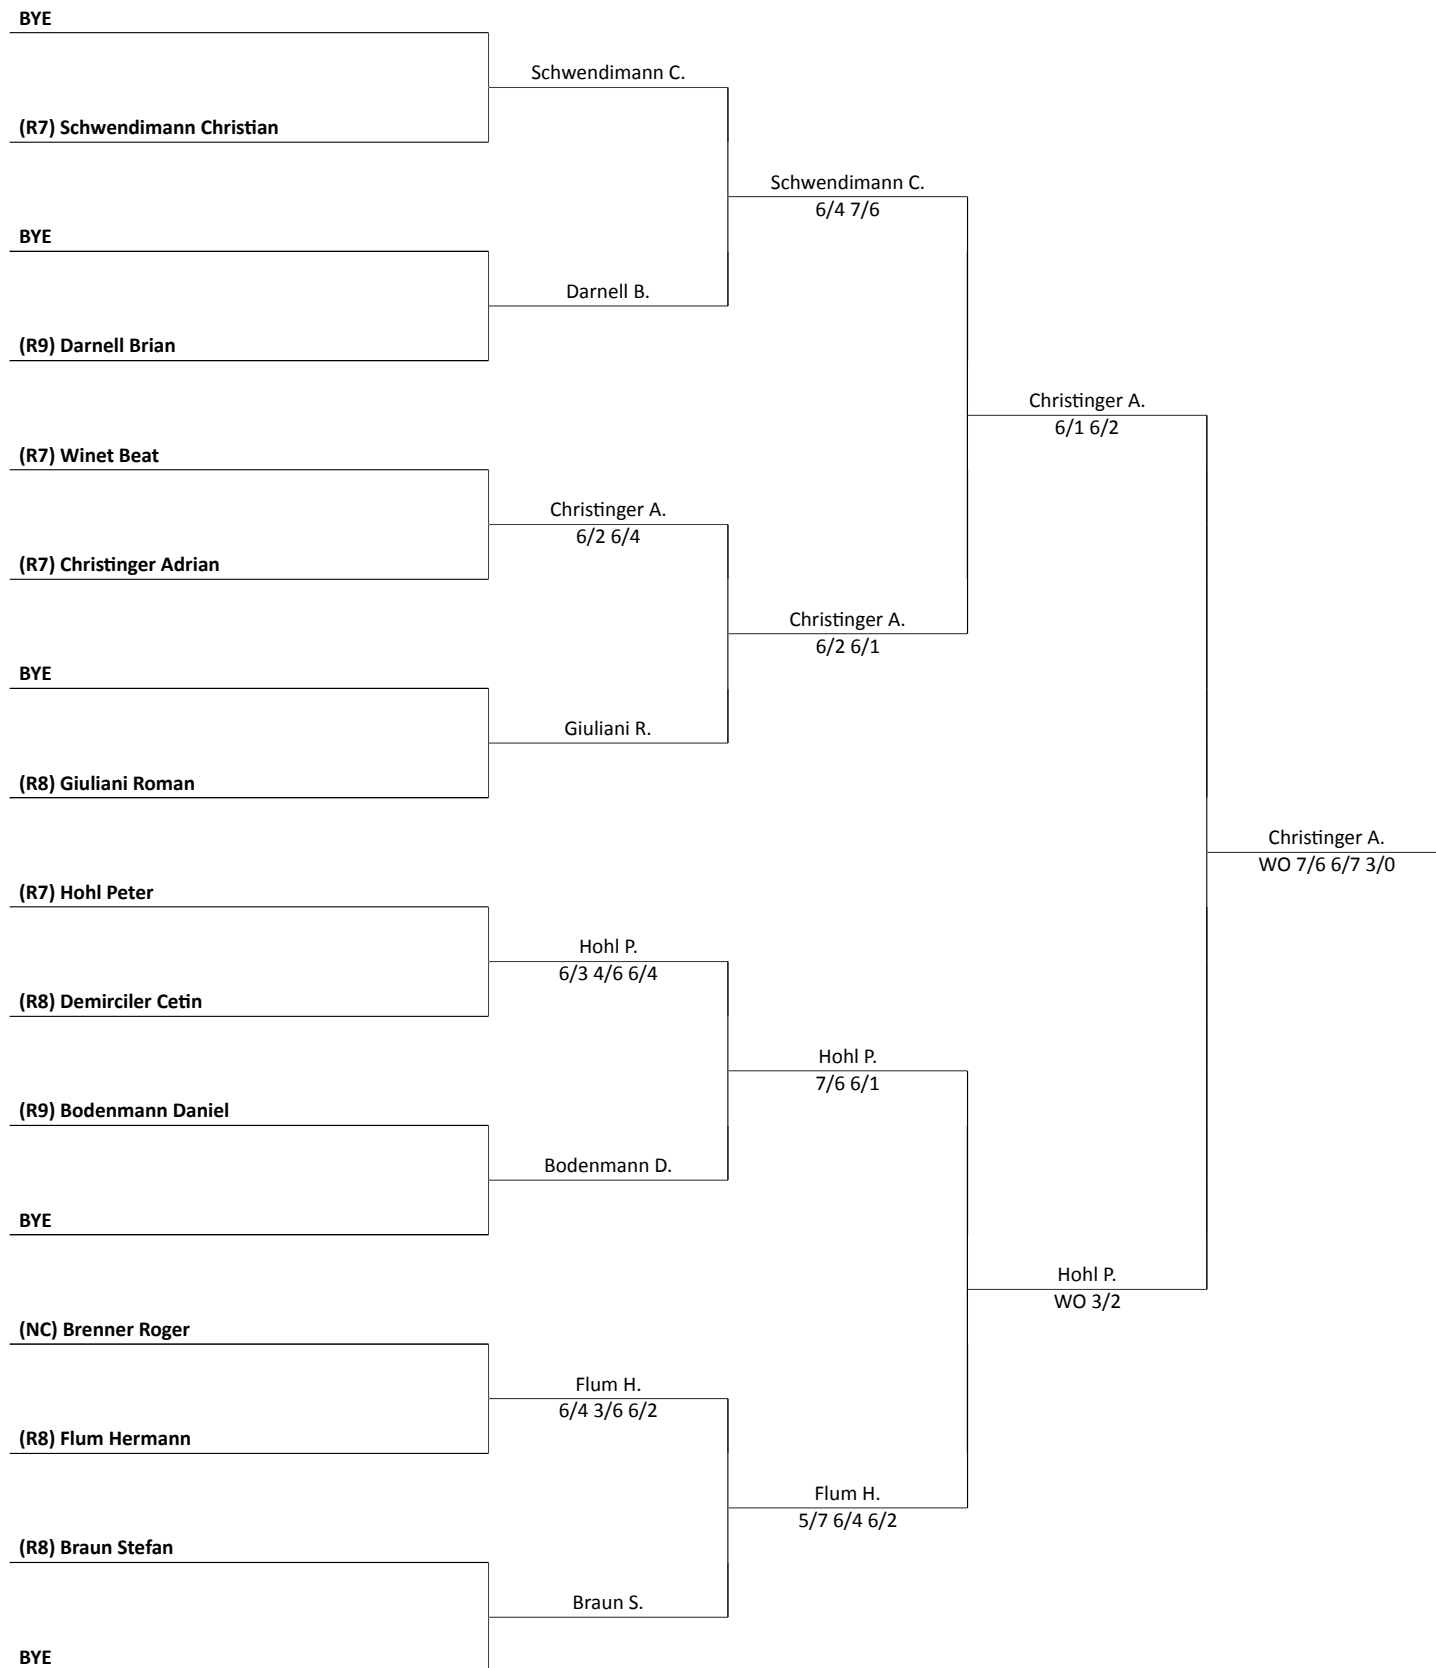 BYE
Schwendimann C.
(R7) Schwendimann Christian
Schwendimann C.
6/4 7/6
BYE
Darnell B.
(R9) Darnell Brian
Christinger A.
6/1 6/2
(R7) Winet Beat
Christinger A.
6/2 6/4
(R7) Christinger Adrian
Christinger A.
6/2 6/1
BYE
Giuliani R.
(R8) Giuliani Roman
Christinger A.
WO 7/6 6/7 3/0
(R7) Hohl Peter
Hohl P.
6/3 4/6 6/4
(R8) Demirciler Cetin
Hohl P.
7/6 6/1
(R9) Bodenmann Daniel
Bodenmann D.
BYE
Hohl P.
WO 3/2
(NC) Brenner Roger
Flum H.
6/4 3/6 6/2
(R8) Flum Hermann
Flum H.
5/7 6/4 6/2
(R8) Braun Stefan
Braun S.
BYE